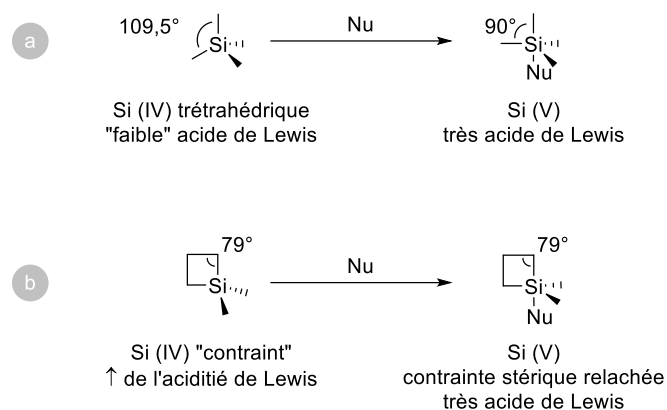 a
109,5°
Si
Nu
90°
Si
Nu
Si (IV) trétrahédrique
"faible" acide de Lewis
Si (V)
très acide de Lewis
b
79°
Si
Nu
79°
Si
Nu
Si (IV) "contraint"
↑ de l'aciditié de Lewis
Si (V)
contrainte stérique relachée
très acide de Lewis